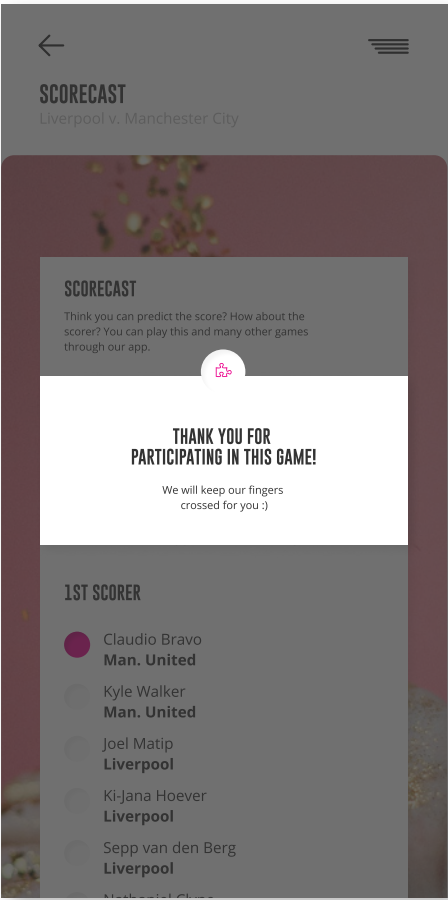 SCORECAST
Liverpool v. Manchester City
SCORECAST
Think you can predict the score? How about the
scorer? You can play this and many other games
through our app.
THANK YOU FOR
PARTICIPATING IN THIS GAME!
We will keep our fingers
crossed for you :)
1ST SCORER
Claudio Bravo
Man. United
Kyle Walker
Man. United
Joel Matip
Liverpool
Ki-Jana Hoever
Liverpool
Sepp van den Berg
Liverpool